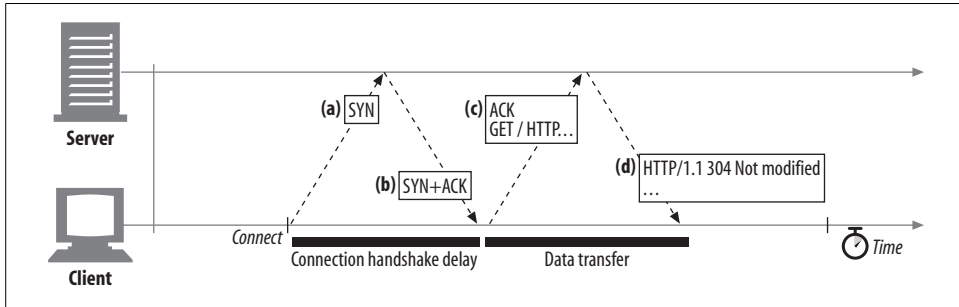 Server
(a) SYN
(b) SYN+ACK
(c) ACK
GET / HTTP...
(d) HTTP/1.1 304 Not modified
...
Client
Connect
Connection handshake delay
Data transfer
Time